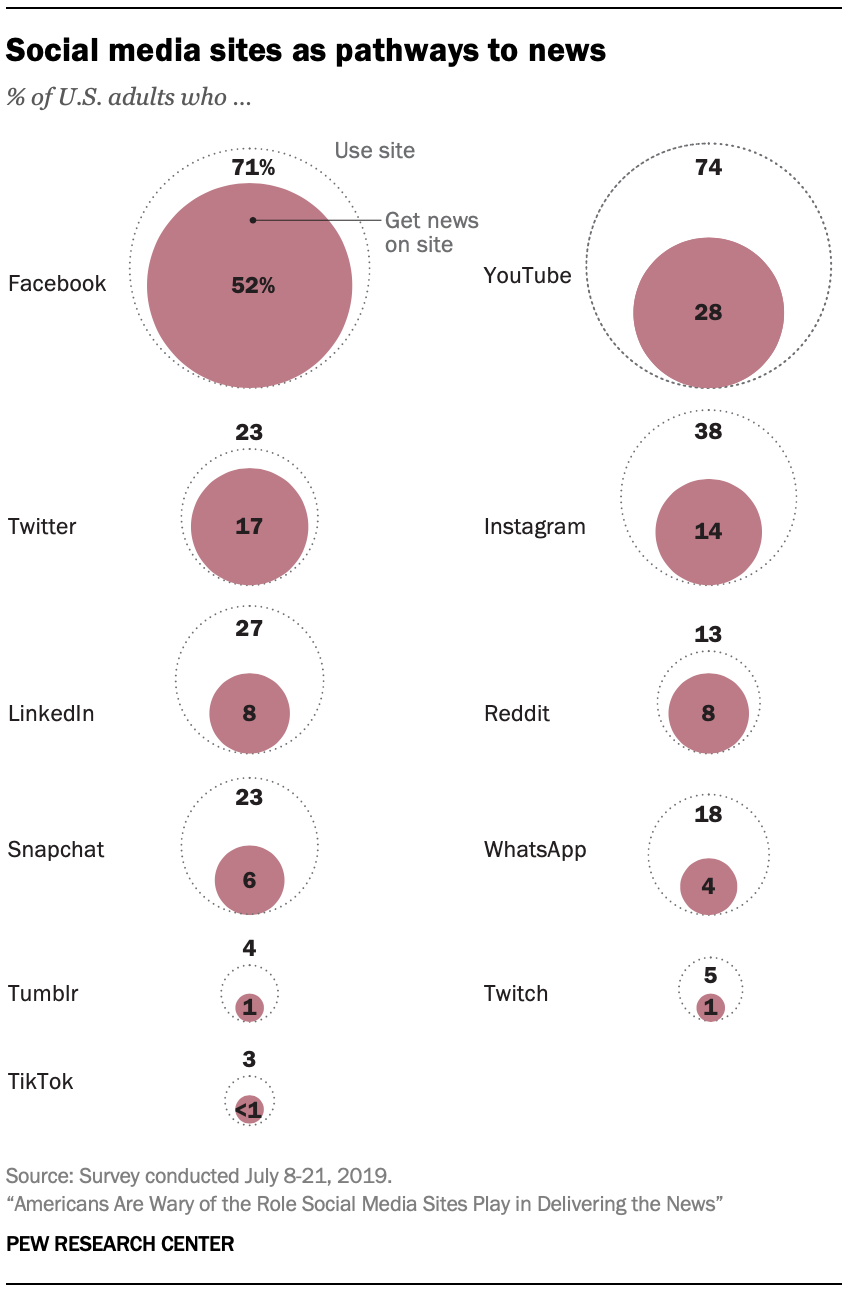 Social media sites as pathways to news
% of U.S. adults who ...
Use site
71%
74
Get news
on site
Facebook
52%
YouTube
28
23
38
Twitter
17
Instagram
14
27
13
LinkedIn
8
Reddit
8
23
18
Snapchat
6
WhatsApp
4
4
5
Tumblr
1
Twitch
1
3
TikTok
<1
Source: Survey conducted July 8-21, 2019.
“Americans Are Wary of the Role Social Media Sites Play in Delivering the News”
PEW RESEARCH CENTER